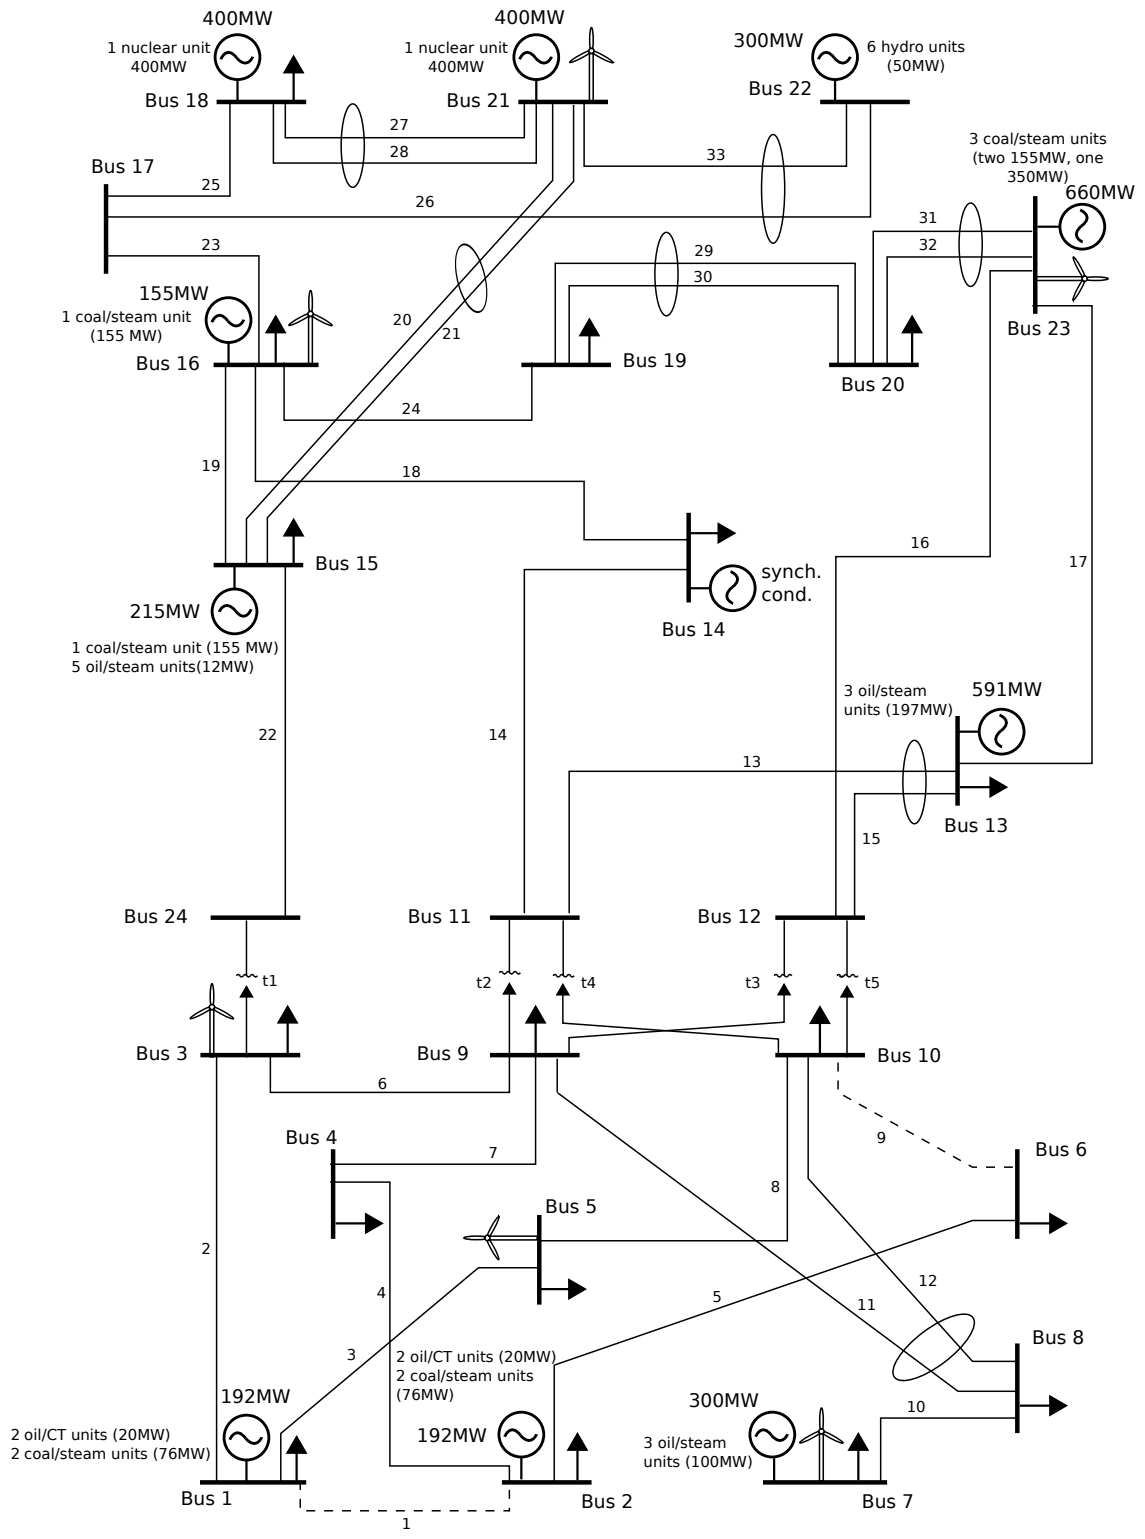 400MW
1 nuclear unit
400MW
Bus 18
400MW
1 nuclear unit
400MW
Bus 21
300MW
6 hydro units
(50MW)
Bus 22
27
28
33
3 coal/steam units
(two 155MW, one
350MW)
660MW
Bus 17
25
26
23
31
32
29
30
Bus 23
155MW
1 coal/steam unit
(155 MW)
Bus 16
20
21
Bus 19
Bus 20
24
19
18
16
17
Bus 15
synch.
cond.
Bus 14
215MW
1 coal/steam unit (155 MW)
5 oil/steam units(12MW)
3 oil/steam
units (197MW)
591MW
22
14
13
15
Bus 13
Bus 24
Bus 11
Bus 12
t1
t2
t4
t3
t5
Bus 3
Bus 9
Bus 10
6
Bus 4
7
9
Bus 6
8
Bus 5
2
4
5
12
11
3
2 oil/CT units (20MW)
2 coal/steam units
(76MW)
Bus 8
192MW
2 oil/CT units (20MW)
2 coal/steam units (76MW)
192MW
300MW
3 oil/steam
units (100MW)
10
Bus 1
Bus 2
Bus 7
1